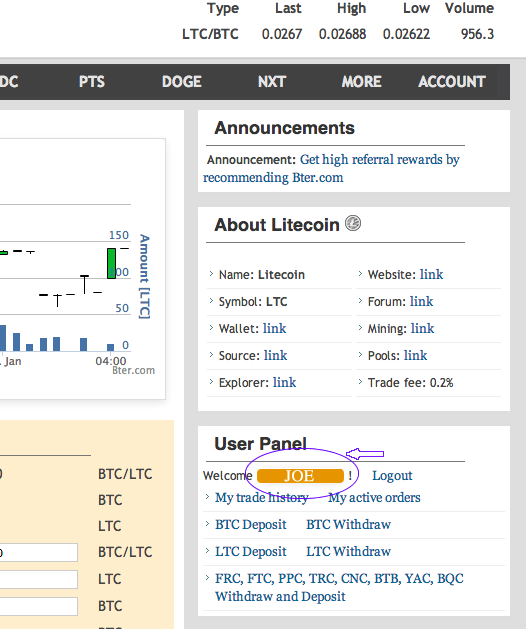 Type Last High Low Volume
LTC/BTC 0.0267 0.02688 0.02622 956.3
DC PTS DOGE NXT MORE ACCOUNT
150
00
50
0
Amount [LTC]
. Jan 04:00
Bter.com
0 BTC/LTC
BTC
LTC
0 BTC/LTC
LTC
BTC
Announcements
Announcement: Get high referral rewards by
recommending Bter.com
About Litecoin
Name: Litecoin Website: link
Symbol: LTC Forum: link
Wallet: link Mining: link
Source: link Pools: link
Explorer: link Trade fee: 0.2%
User Panel
Welcome JOE ! Logout
My trade history My active orders
BTC Deposit BTC Withdraw
LTC Deposit LTC Withdraw
FRC, FTC, PPC, TRC, CNC, BTB, YAC, BQC
Withdraw and Deposit